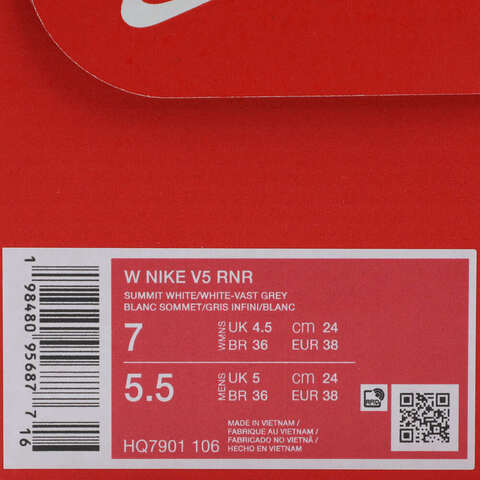 W NIKE V5 RNR
SUMMIT WHITE/WHITE-VAST GREY
BLANC SOMMET/GRIS INFINI/BLANC
7 WMNS UK 4.5 cm 24
BR 36 EUR 38
5.5 MENS UK 5 cm 24
BR 36 EUR 38
HQ7901 106
MADE IN VIETNAM /
FABRIQUE AU VIETNAM /
FABRICADO NO VIETNÃ /
HECHO EN VIETNAM
RFID
1 98480 95687 7 16